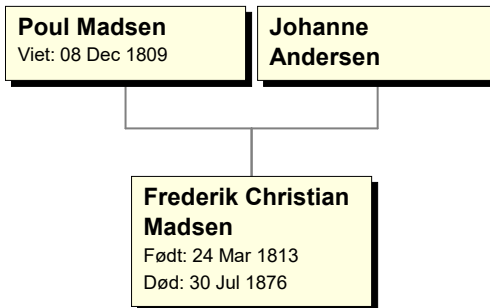 Poul Madsen
Viet: 08 Dec 1809
Johanne
Andersen
Frederik Christian
Madsen
Født: 24 Mar 1813
Død: 30 Jul 1876